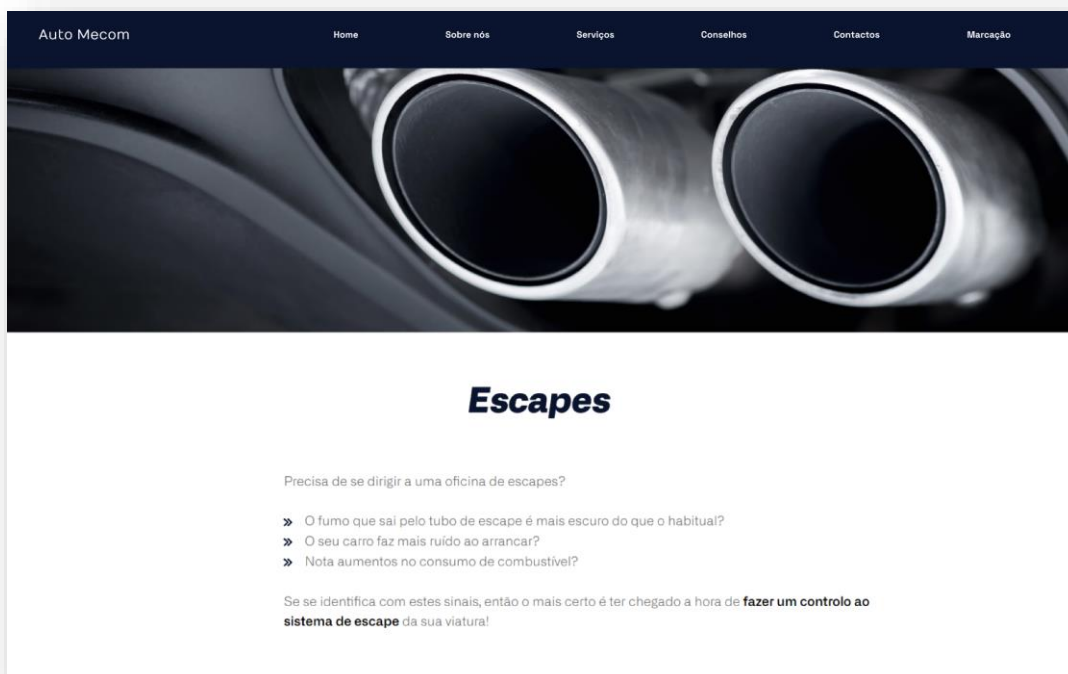 Auto Mecom
Home
Sobre nós
Serviços
Conselhos
Contactos
Marcação
Escapes
Precisa de se dirigir a uma oficina de escapes?
» O fumo que sai pelo tubo de escape é mais escuro do que o habitual?
» O seu carro faz mais ruído ao arrancar?
» Nota aumentos no consumo de combustível?
Se se identifica com estes sinais, então o mais certo é ter chegado a hora de fazer um controlo ao
sistema de escape da sua viatura!